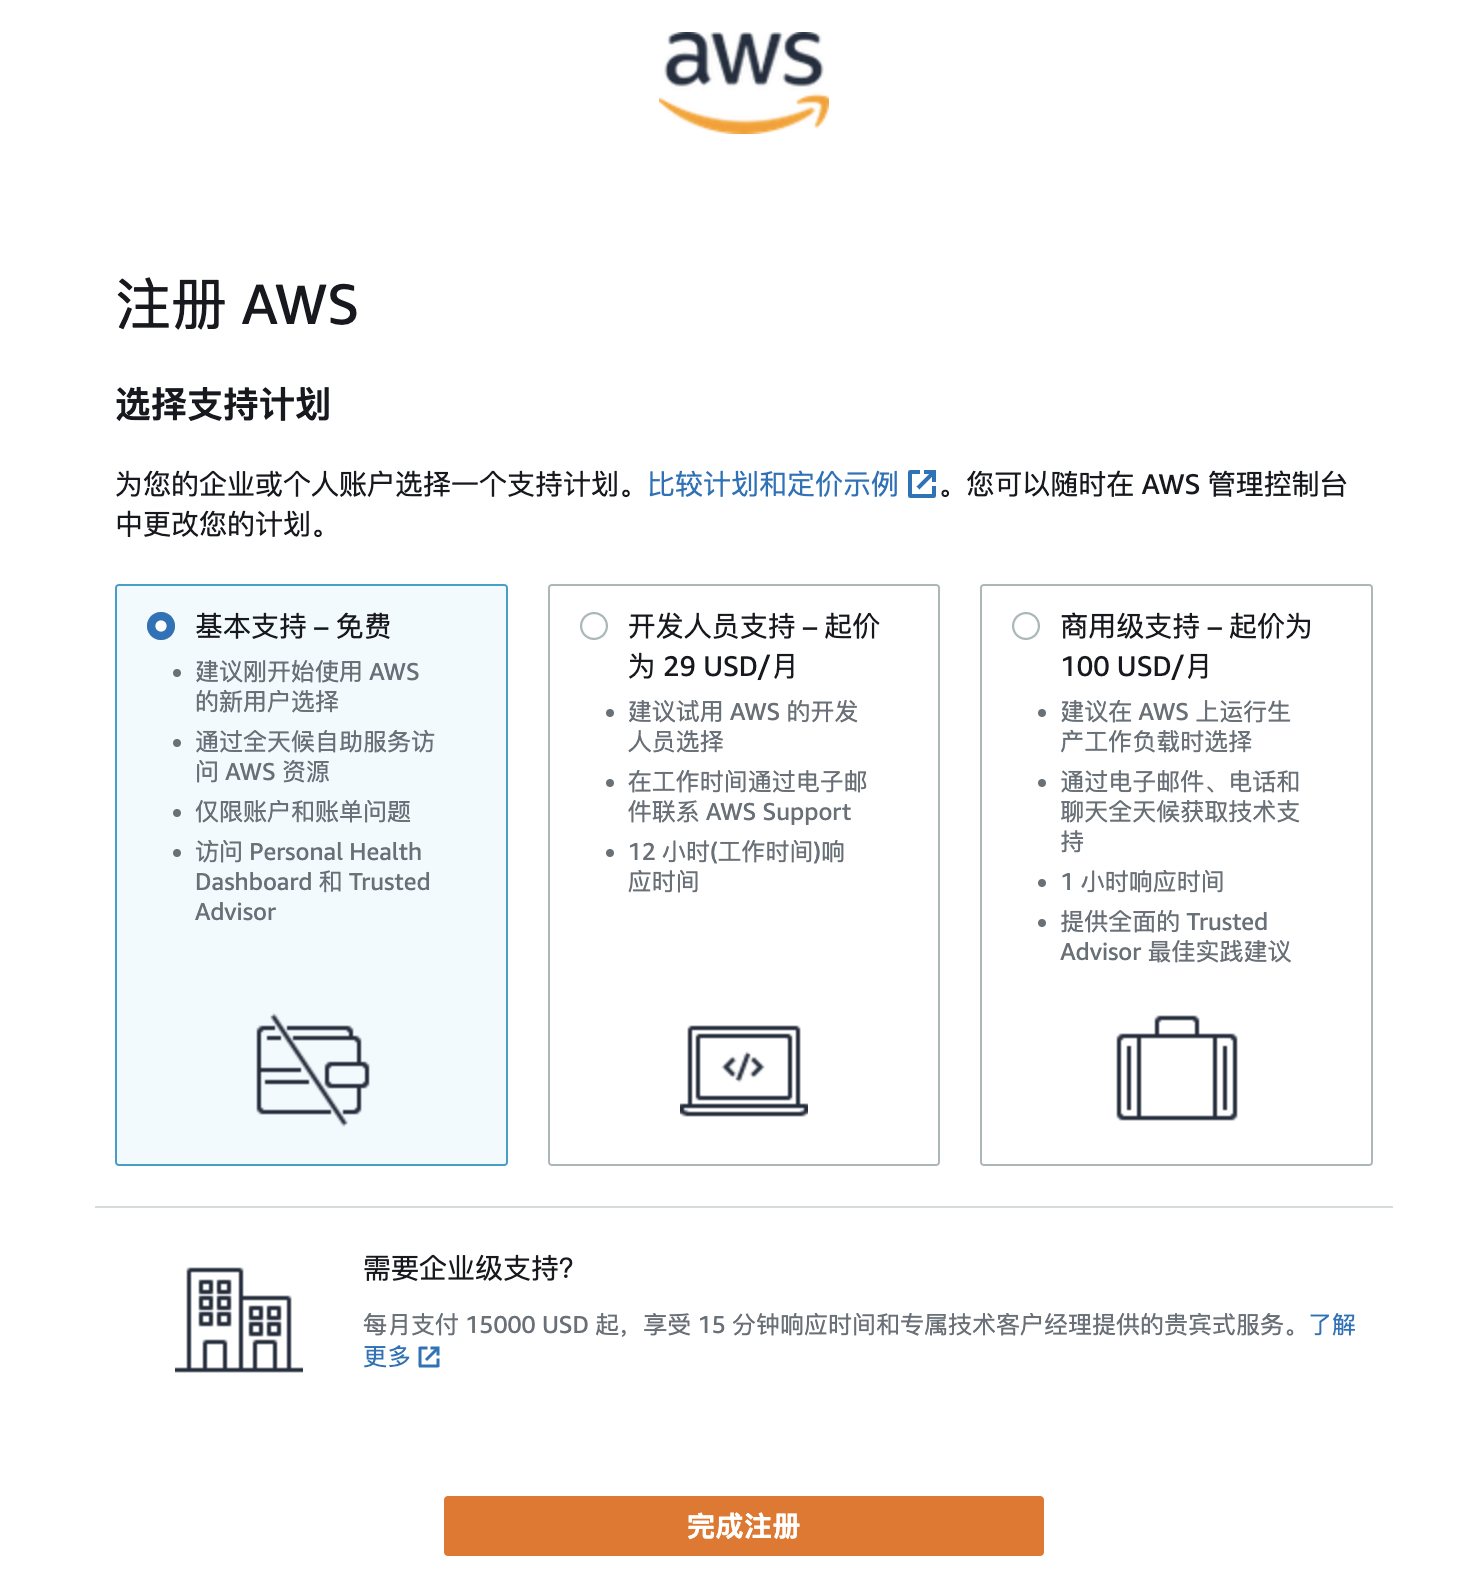 aws
注册 AWS
选择支持计划
为您的企业或个人账户选择一个支持计划。比较计划和定价示例 。您可以随时在 AWS 管理控制台
中更改您的计划。
基本支持 – 免费
建议刚开始使用 AWS
的新用户选择
通过全天候自助服务访
问 AWS 资源
仅限账户和账单问题
访问 Personal Health
Dashboard 和 Trusted
Advisor
开发人员支持 – 起价
为 29 USD/月
建议试用 AWS 的开发
人员选择
在工作时间通过电子邮
件联系 AWS Support
12 小时(工作时间)响
应时间
</>
商用级支持 – 起价为
100 USD/月
建议在 AWS 上运行生
产工作负载时选择
通过电子邮件、电话和
聊天全天候获取技术支
持
1 小时响应时间
提供全面的 Trusted
Advisor 最佳实践建议
需要企业级支持?
每月支付 15000 USD 起，享受 15 分钟响应时间和专属技术客户经理提供的贵宾式服务。了解
更多
完成注册